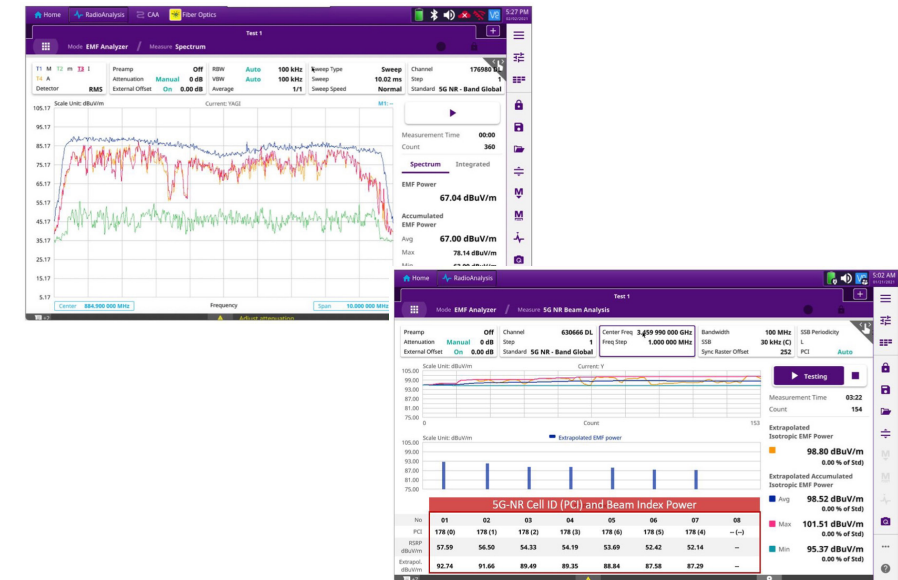 Home RadioAnalysis CAA Fiber Optics
5:27 PM
02/02/2021
Test 1
Mode EMF Analyzer / Measure Spectrum
T1 M T2 m T3 I
T4 A
Detector RMS
Preamp Off
Attenuation Manual 0 dB
External Offset On 0.00 dB
RBW Auto 100 kHz
VBW Auto 100 kHz
Average 1/1
Sweep Type Sweep
Sweep 10.02 ms
Sweep Speed Normal
Channel 176980 DL
Step 1
Standard 5G NR - Band Global
Scale Unit: dBuV/m Current: YAGI M1: --
105.17
95.17
85.17
75.17
65.17
55.17
45.17
35.17
25.17
15.17
5.17
Center 884.900 000 MHz Frequency Span 10.000 000 MHz
Adjust attenuation
Measurement Time 00:00
Count 360
Spectrum Integrated
EMF Power
67.04 dBuV/m
Accumulated
EMF Power
Avg 67.00 dBuV/m
Max 78.14 dBuV/m
Home RadioAnalysis
5:02 AM
01/31/2021
Test 1
Mode EMF Analyzer / Measure 5G NR Beam Analysis
Preamp Off
Attenuation Manual 0 dB
External Offset On 0.00 dB
Channel 630666 DL
Step 1
Standard 5G NR - Band Global
Center Freq 3.459 990 000 GHz
Freq Step 1.000 000 MHz
Bandwidth 100 MHz
SSB 30 kHz (C)
Sync Raster Offset 252
SSB Periodicity
L
PCI Auto
Scale Unit: dBuV/m Current: Y
105.00
99.00
93.00
87.00
81.00
75.00
0 Count 153
Scale Unit: dBuV/m Extrapolated EMF power
105.00
99.00
93.00
87.00
81.00
75.00
5G-NR Cell ID (PCI) and Beam Index Power
No 01 02 03 04 05 06 07 08
PCI 178 (0) 178 (1) 178 (2) 178 (3) 178 (6) 178 (5) 178 (4) -- (--)
RSRP
dBuV/m 57.59 56.50 54.33 54.19 53.69 52.42 52.14 --
Extrapol.
dBuV/m 92.74 91.66 89.49 89.35 88.84 87.58 87.29 --
Testing
Measurement Time 03:22
Count 154
Extrapolated
Isotropic EMF Power
98.80 dBuV/m
0.00 % of Std)
Extrapolated Accumulated
Isotropic EMF Power
Avg 98.52 dBuV/m
0.00 % of Std)
Max 101.51 dBuV/m
0.00 % of Std)
Min 95.37 dBuV/m
0.00 % of Std)